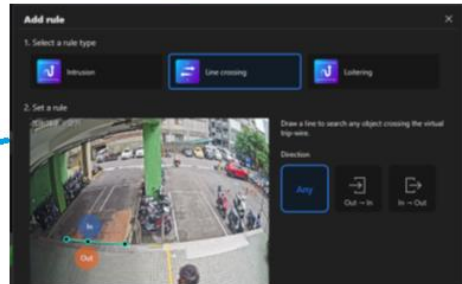 Add rule
1. Select a rule type
Intrusion
Line crossing
Loitering
2. Set a rule
Draw a line to search any object crossing the virtual
trip-wire.
Direction
Any
Out → In
In → Out
In
Out